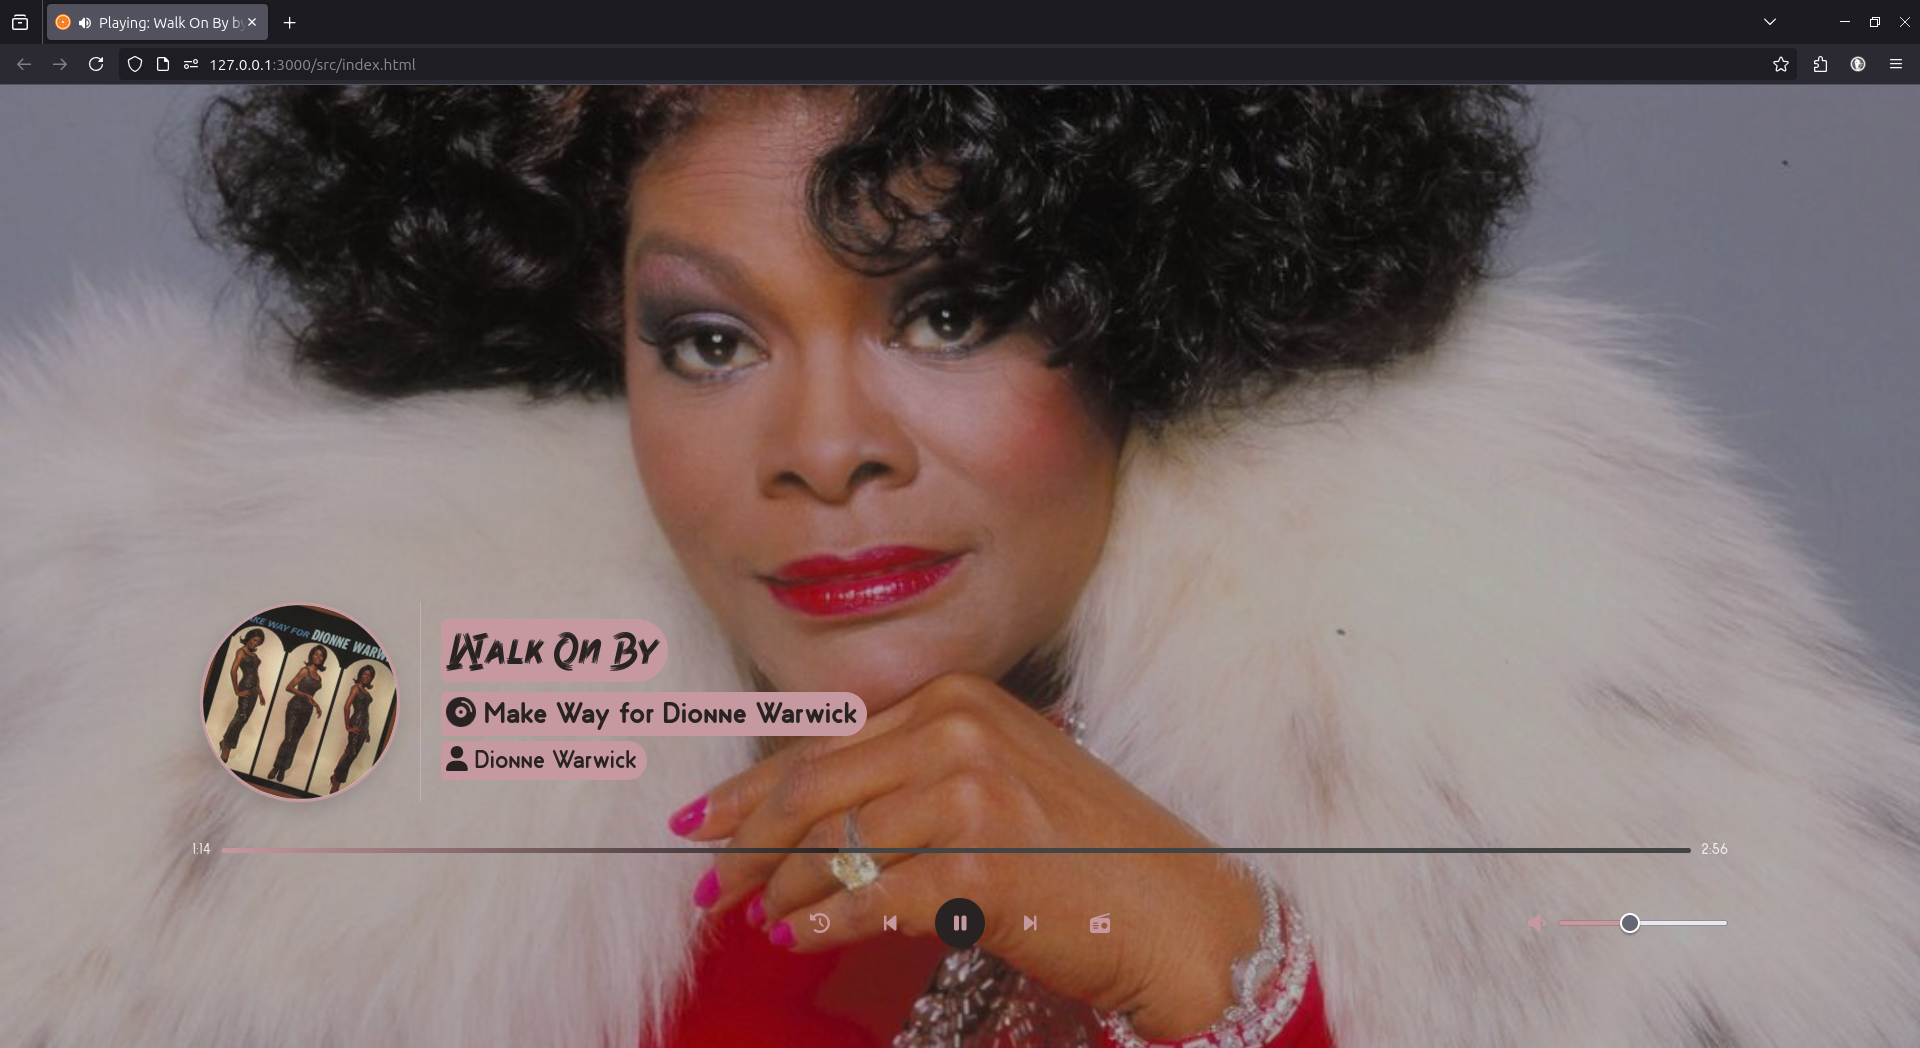 Playing: Walk On By b
127.0.0.1:3000/src/index.html
KE WAY FOR DIONNE WARW
Walk On By
Make Way for Dionne Warwick
Dionne Warwick
1:14
2:56